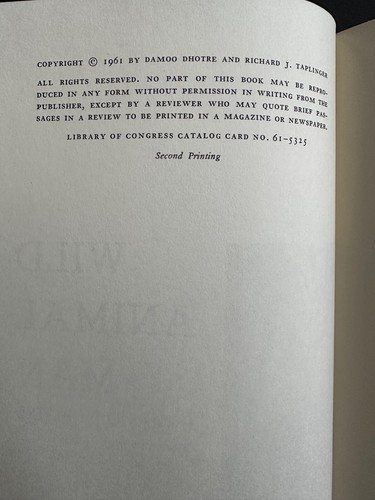 COPYRIGHT © 1961 BY DAMOO DHOTRE AND RICHARD J. TAPLINGER
ALL RIGHTS RESERVED. NO PART OF THIS BOOK MAY BE REPRO-
DUCED IN ANY FORM WITHOUT PERMISSION IN WRITING FROM THE
PUBLISHER, EXCEPT BY A REVIEWER WHO MAY QUOTE BRIEF PAS-
SAGES IN A REVIEW TO BE PRINTED IN A MAGAZINE OR NEWSPAPER.
LIBRARY OF CONGRESS CATALOG CARD NO. 61-5325
Second Printing
WILD
ANIMAL